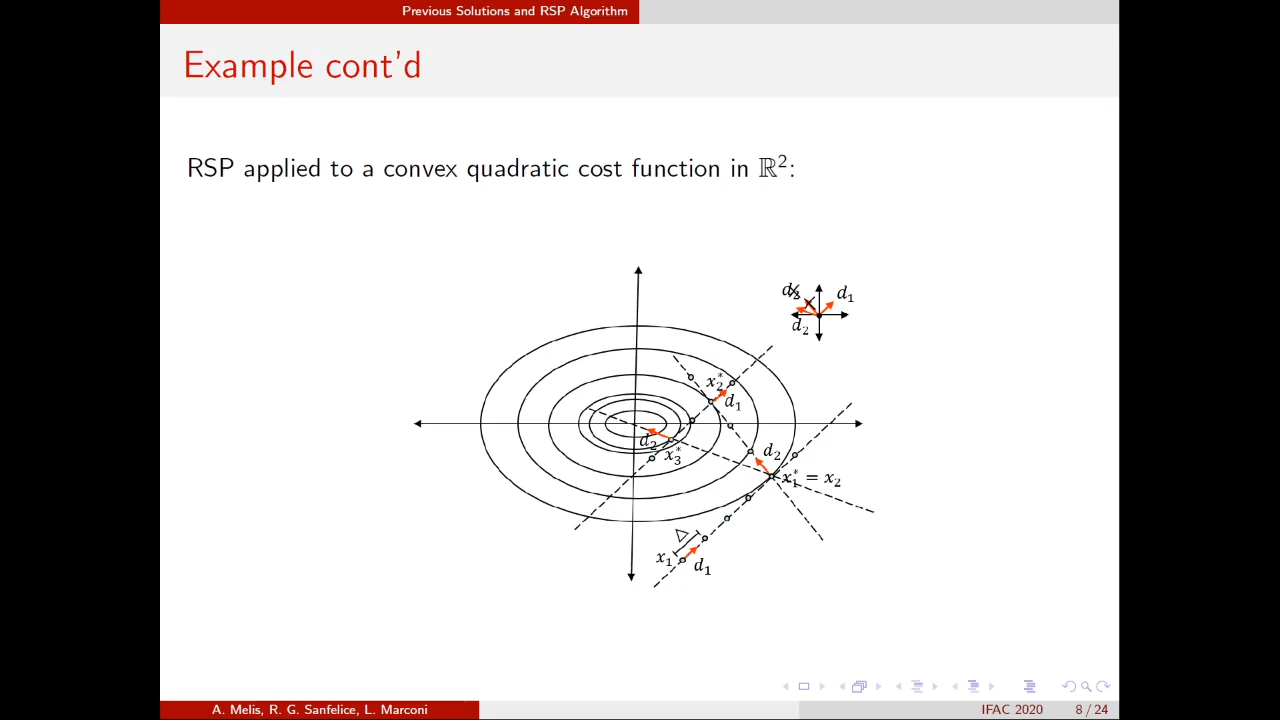 Previous Solutions and RSP Algorithm
Example cont'd
RSP applied to a convex quadratic cost function in ℝ²:
d₁
d₂
x₂*
d₁
d₂
x₃*
d₂
x₁* = x₂
Δ
x₁
d₁
A. Melis, R. G. Sanfelice, L. Marconi
IFAC 2020
8 / 24